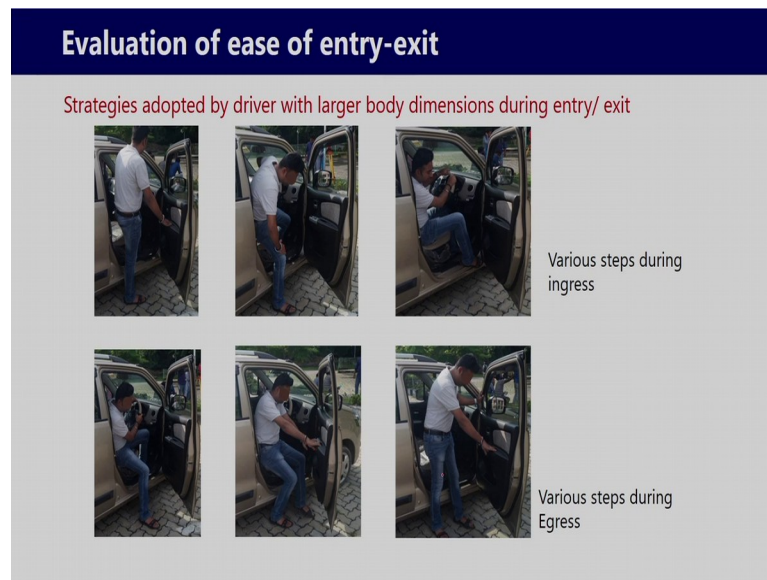 Evaluation of ease of entry-exit
Strategies adopted by driver with larger body dimensions during entry/ exit
Various steps during
ingress
Various steps during
Egress